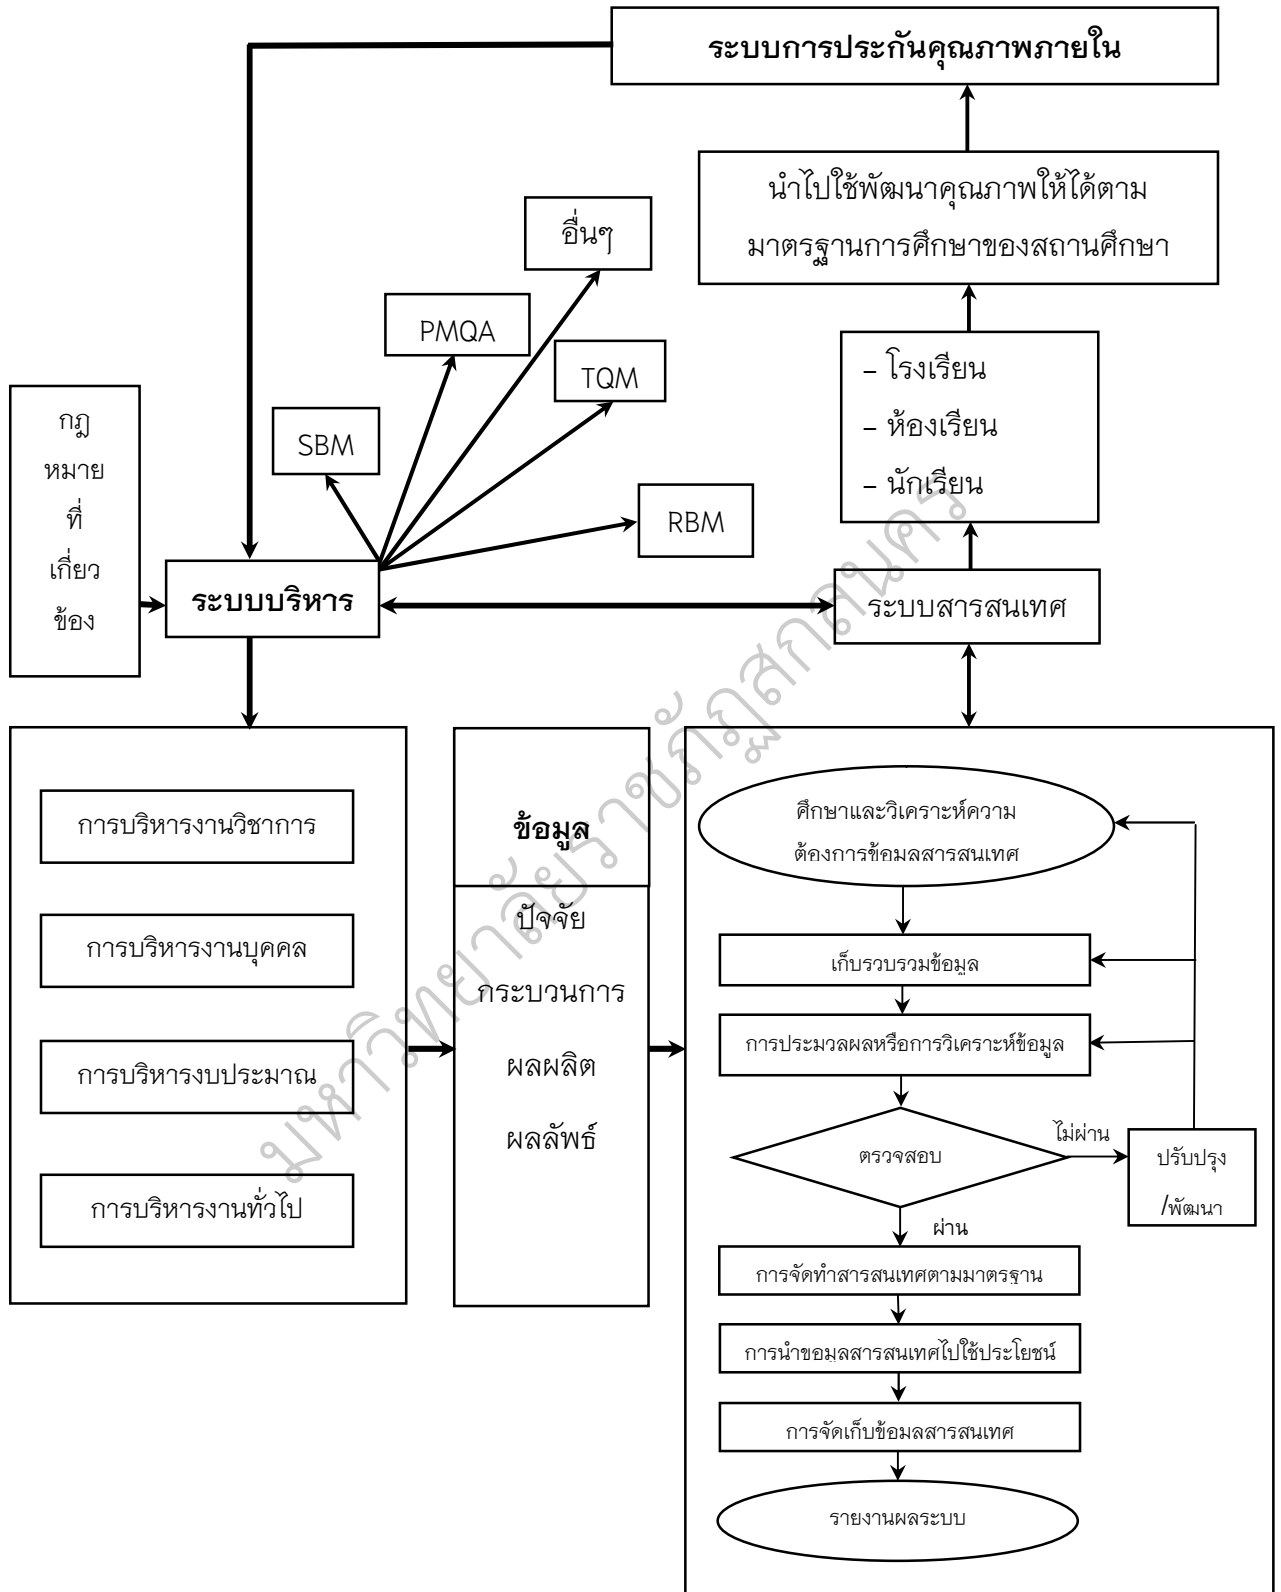 ระบบการประกันคุณภาพภายใน
นำไปใช้พัฒนาคุณภาพให้ได้ตาม
มาตรฐานการศึกษาของสถานศึกษา
อื่นๆ
PMQA
TQM
SBM
RBM
– โรงเรียน
– ห้องเรียน
– นักเรียน
กฎ
หมาย
ที่
เกี่ยว
ข้อง
ระบบบริหาร
ระบบสารสนเทศ
การบริหารงานวิชาการ
การบริหารงานบุคคล
การบริหารงบประมาณ
การบริหารงานทั่วไป
ข้อมูล
ปัจจัย
กระบวนการ
ผลผลิต
ผลลัพธ์
ศึกษาและวิเคราะห์ความ
ต้องการข้อมลสารสนเทศ
เก็บรวบรวมข้อมูล
การประมวลผลหรือการวิเคราะห์ข้อมูล
ตรวจสอบ
ไม่ผ่าน
ปรับปรุง
/พัฒนา
ผ่าน
การจัดทำสารสนเทศตามมาตรฐาน
การนำขอมูลสารสนเทศไปใช้ประโยชน์
การจัดเก็บข้อมลสารสนเทศ
รายงานผลระบบ
มหาวิทยาลัยราชภัฏสกลนคร